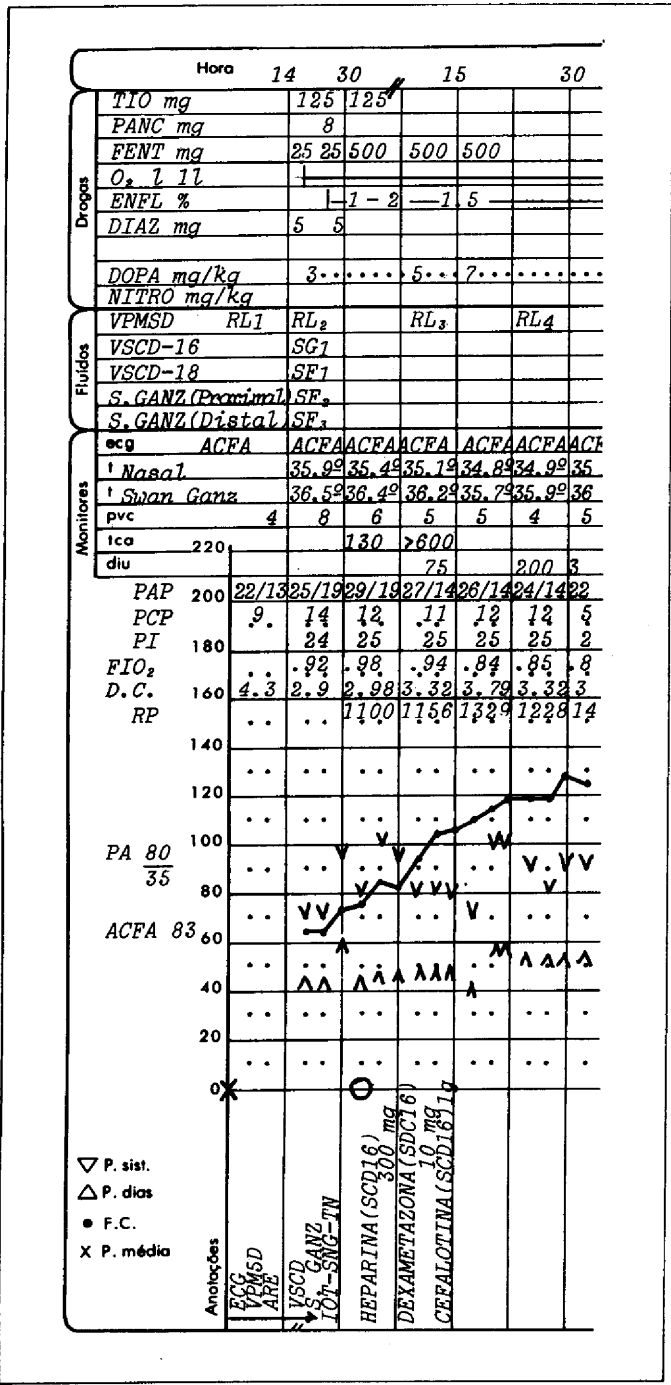 Hora 14 30 15 30
Drogas
TIO mg 125 125
PANC mg 8
FENT mg 25 25 500 500 500
O₂ l 1l
ENFL % 1 - 2 1.5
DIAZ mg 5 5
DOPA mg/kg 3 5 7
NITRO mg/kg
Fluidos
VPMSD RL1 RL₂ RL₃ RL4
VSCD-16 SG1
VSCD-18 SF1
S.GANZ(Proximal) SF₂
S.GANZ(Distal) SF₃
Monitores
ecg ACFA ACFA ACFA ACFA ACFA ACFA ACF
t Nasal 35.9º 35.4º 35.1º 34.8º 34.9º 35
t Swan Ganz 36.5º 36.4º 36.2º 35.7º 35.9º 36
pvc 4 8 6 5 5 4 5
tca 130 >600
220
diu 75 200 3
PAP 200 22/13 25/19 29/19 27/14 26/14 24/14 22
PCP 9 14 12 11 12 12 5
PI 180 24 25 25 25 25 2
FIO₂ .92 .98 .94 .84 .85 .8
D.C. 160 4.3 2.9 2.98 3.32 3.79 3.32 3
RP 1100 1156 1329 1228 14
140
120
100
PA 80
35
80
ACFA 83
60
40
20
0
▽ P. sist.
△ P. dias
• F.C.
X P. média
Anotações
ECG
VPMSD
ARE
VSCD
S. GANZ
IOT-SNG-TN
HEPARINA(SCD16)
300 mg
DEXAMETAZONA(SDC16)
10 mg
CEFALOTINA(SCD16)1g